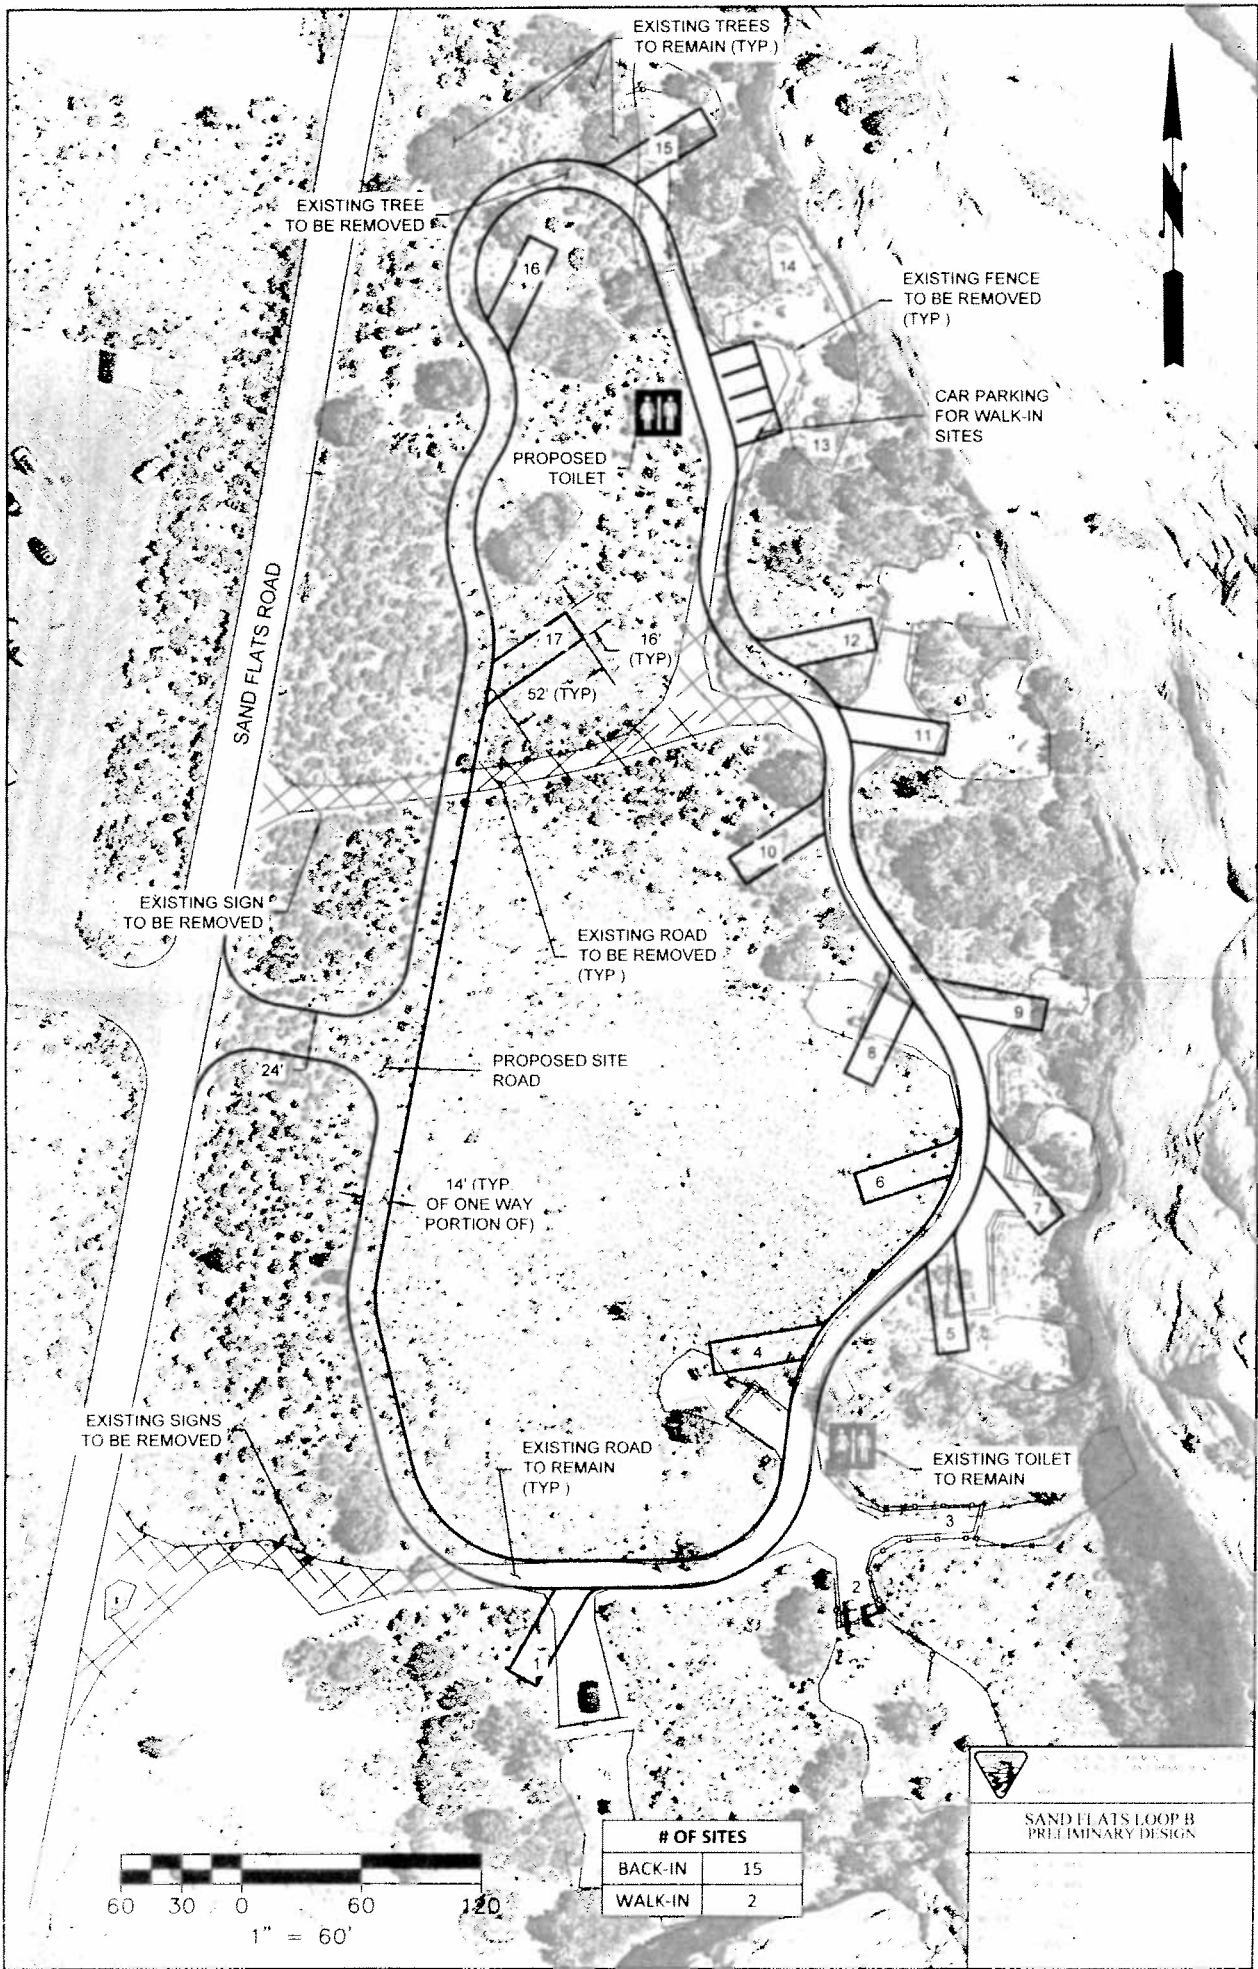 EXISTING TREES
TO REMAIN (TYP.)
15
EXISTING TREE
TO BE REMOVED
16
14
EXISTING FENCE
TO BE REMOVED
(TYP.)
CAR PARKING
FOR WALK-IN
SITES
13
PROPOSED
TOILET
N
SAND FLATS ROAD
17
16'
(TYP)
52' (TYP)
12
11
10
EXISTING SIGN
TO BE REMOVED
EXISTING ROAD
TO BE REMOVED
(TYP.)
9
8
24'
PROPOSED SITE
ROAD
14' (TYP
OF ONE WAY
PORTION OF)
6
7
5
4
EXISTING SIGNS
TO BE REMOVED
EXISTING ROAD
TO REMAIN
(TYP.)
EXISTING TOILET
TO REMAIN
3
2
1
SAND FLATS LOOP B
PRELIMINARY DESIGN
# OF SITES
BACK-IN 15
WALK-IN 2
60 30 0 60 120
1" = 60'